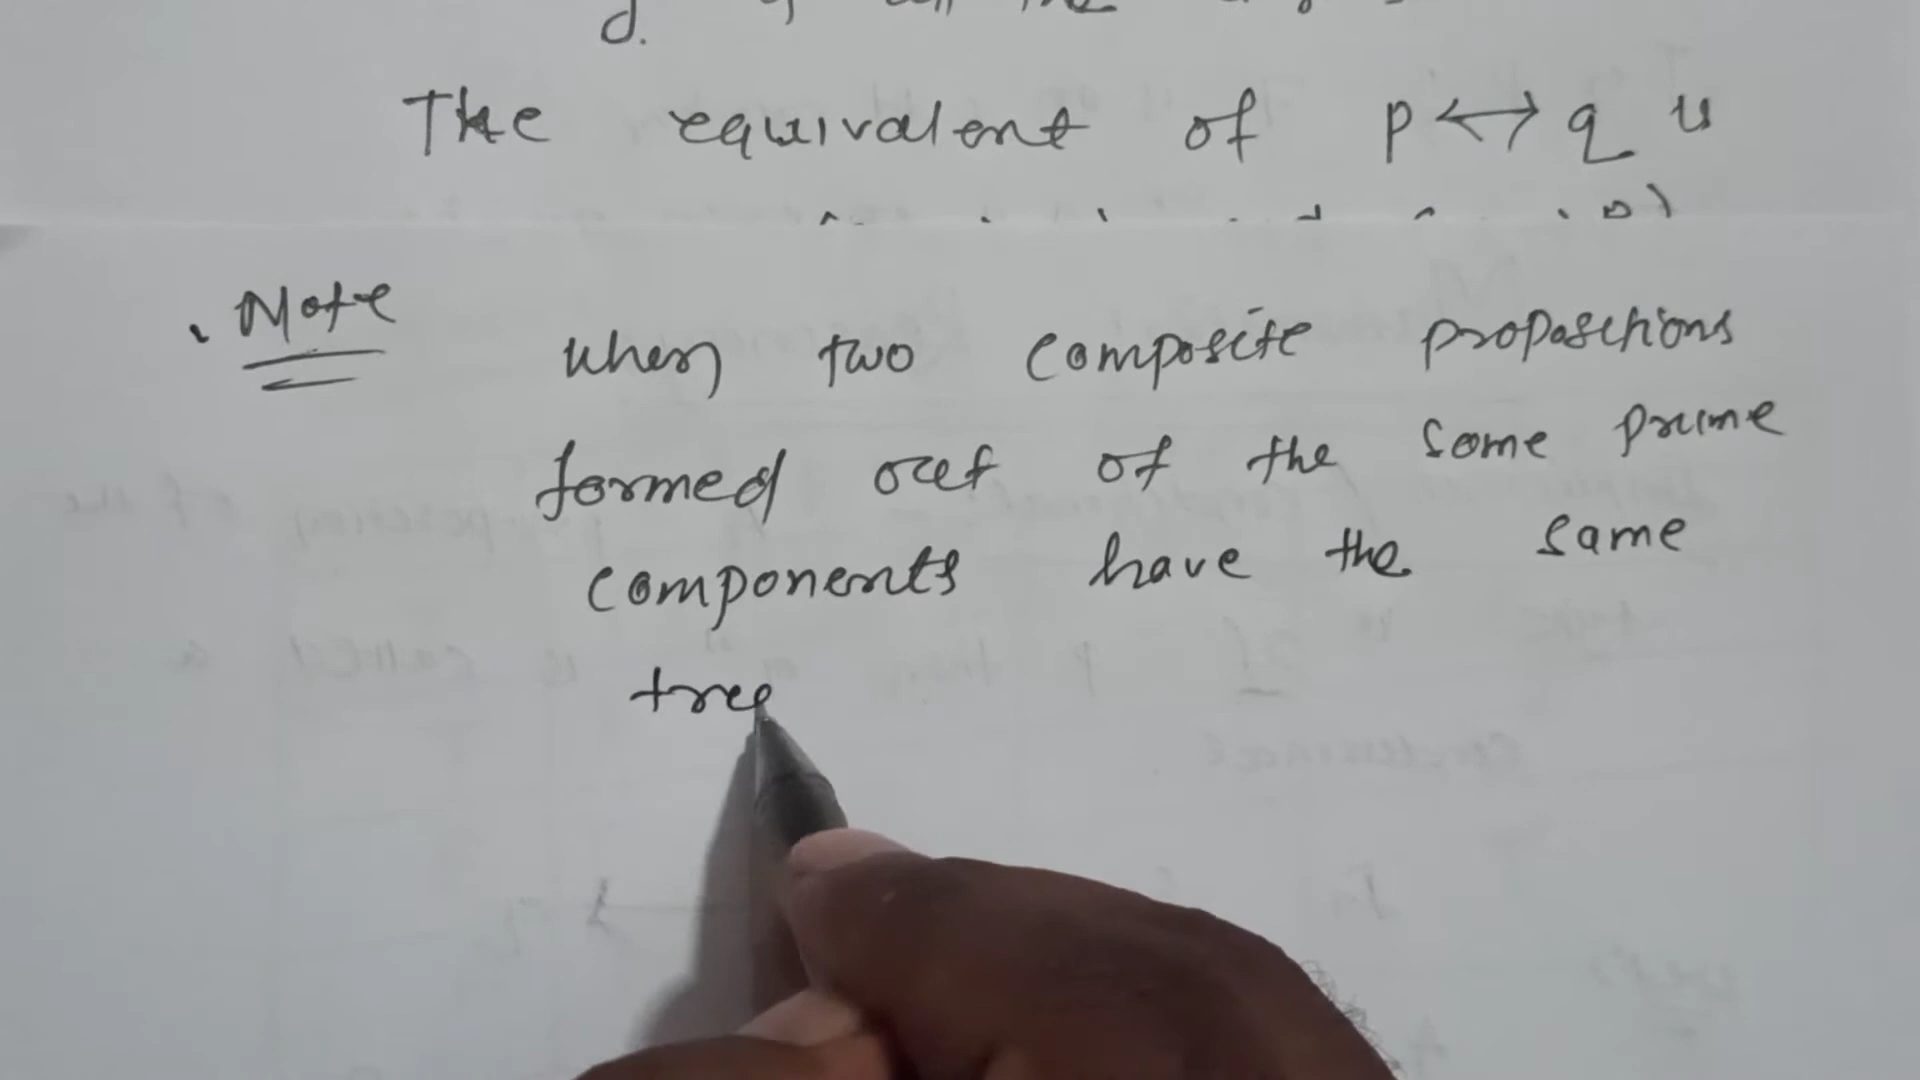 The equivalent of p ↔ q is
Note
when two composite propositions
formed out of the same prime
components have the same
tre